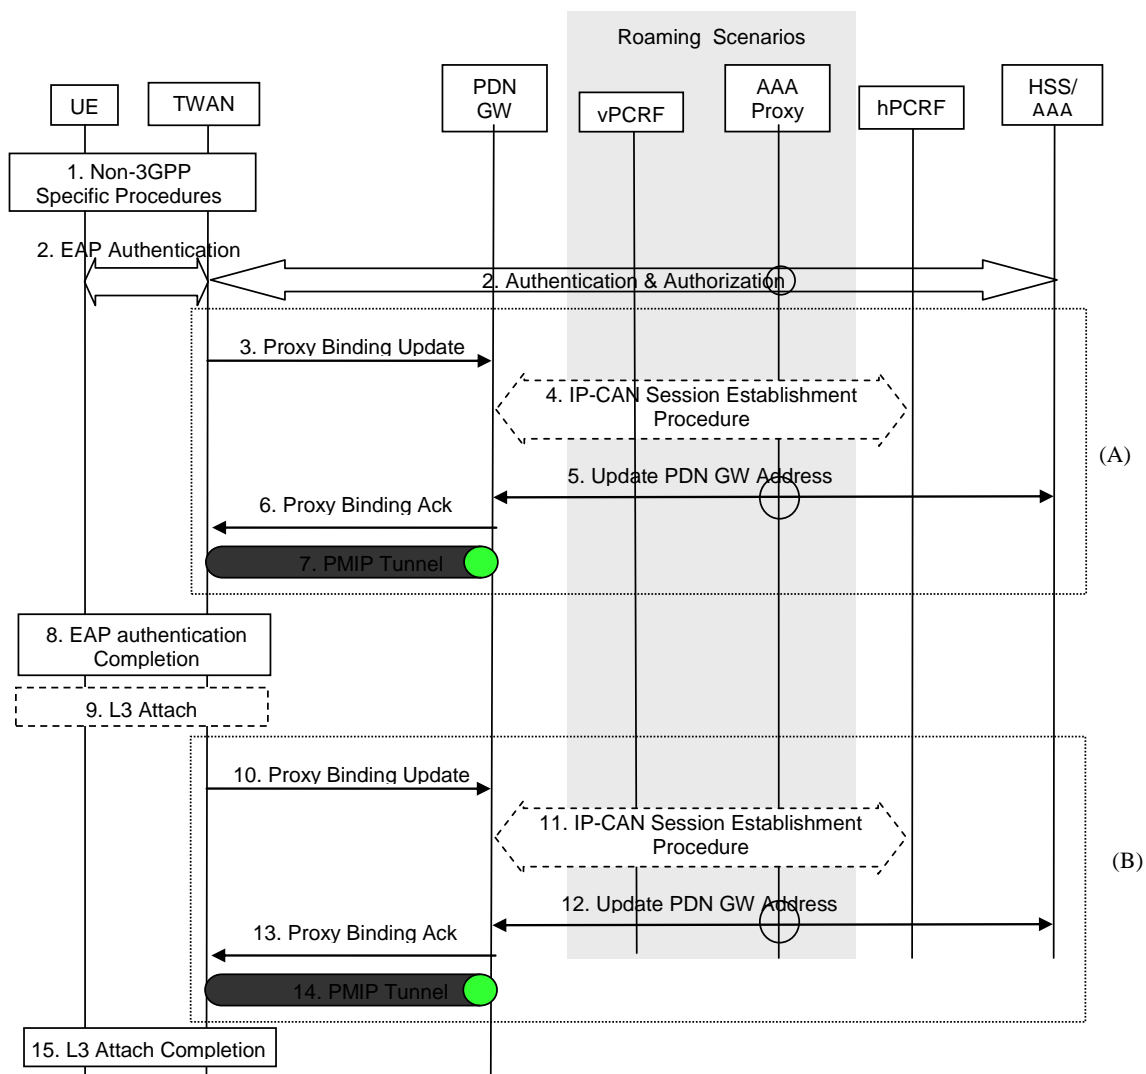 Roaming Scenarios
UE
TWAN
PDN
GW
vPCRF
AAA
Proxy
hPCRF
HSS/
AAA
1. Non-3GPP
Specific Procedures
2. EAP Authentication
2. Authentication & Authorization
3. Proxy Binding Update
4. IP-CAN Session Establishment
Procedure
(A)
5. Update PDN GW Address
6. Proxy Binding Ack
7. PMIP Tunnel
8. EAP authentication
Completion
9. L3 Attach
10. Proxy Binding Update
11. IP-CAN Session Establishment
Procedure
(B)
12. Update PDN GW Address
13. Proxy Binding Ack
14. PMIP Tunnel
15. L3 Attach Completion